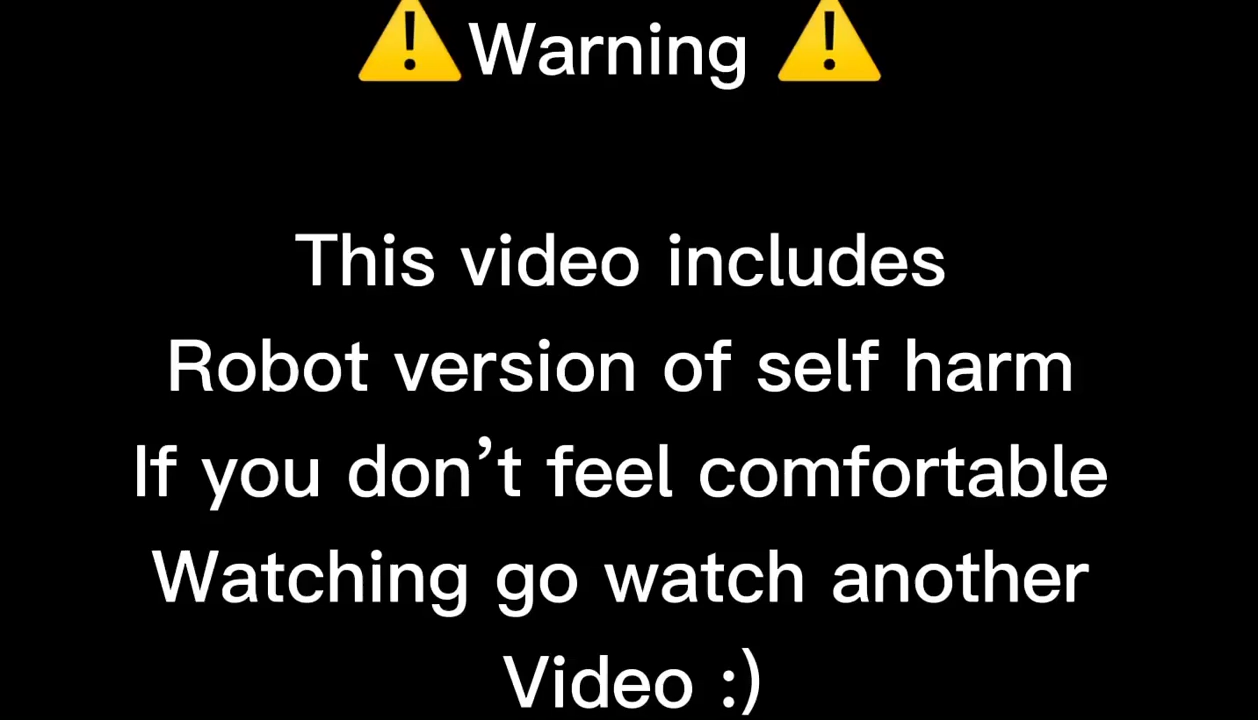 ⚠️Warning ⚠️
This video includes
Robot version of self harm
If you don’t feel comfortable
Watching go watch another
Video :)